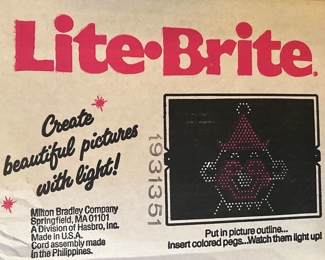 Lite•Brite®
Create
beautiful pictures
with light!
1931351
Milton Bradley Company
Springfield, MA 01101
A Division of Hasbro, Inc.
Made in U.S.A.
Cord assembly made
in the Philippines.
Put in picture outline...
Insert colored pegs...Watch them light up!